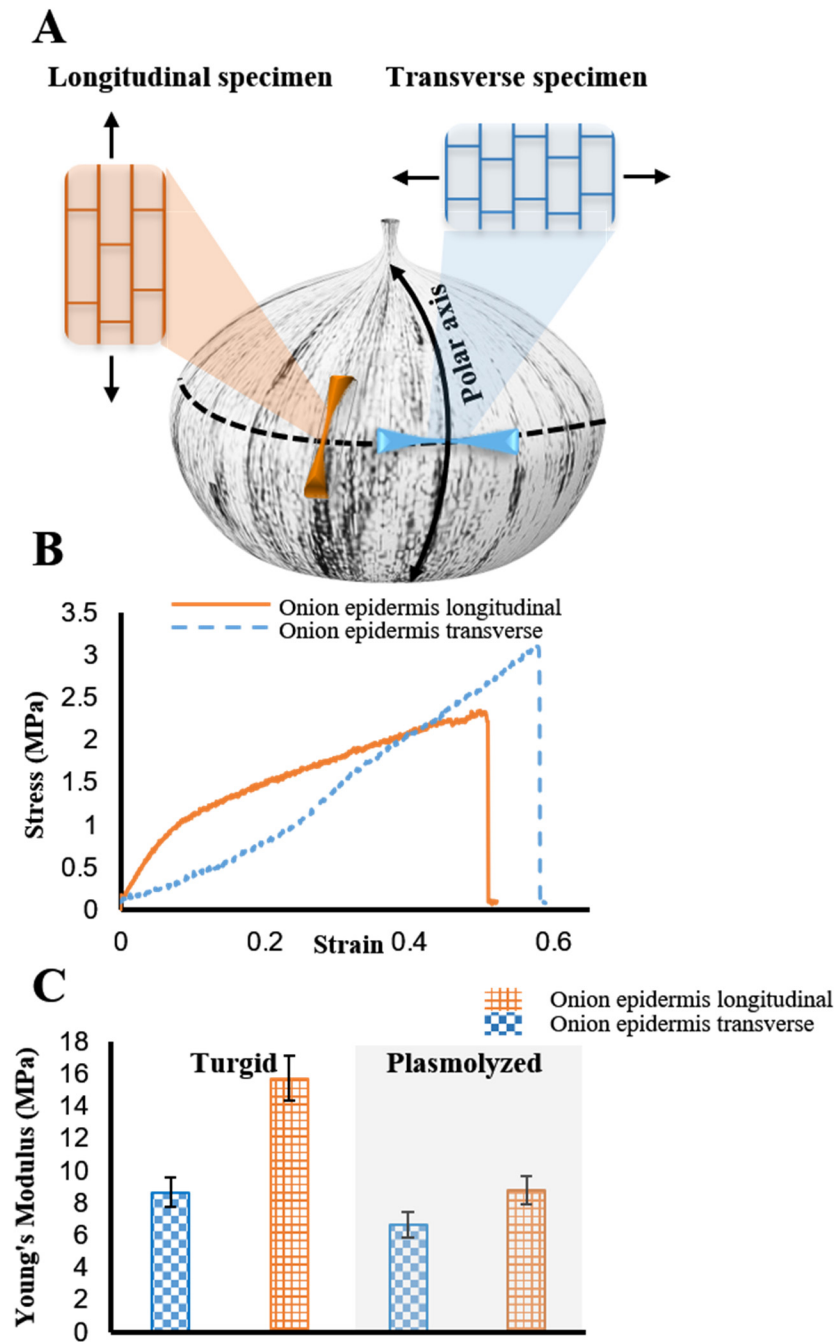 A
Longitudinal specimen
Transverse specimen
Polar axis
B
Onion epidermis longitudinal
Onion epidermis transverse
Stress (MPa)
3.5
3
2.5
2
1.5
1
0.5
0
0 0.2 0.4 0.6
Strain
C
Onion epidermis longitudinal
Onion epidermis transverse
Turgid
Plasmolyzed
Young's Modulus (MPa)
18
16
14
12
10
8
6
4
2
0